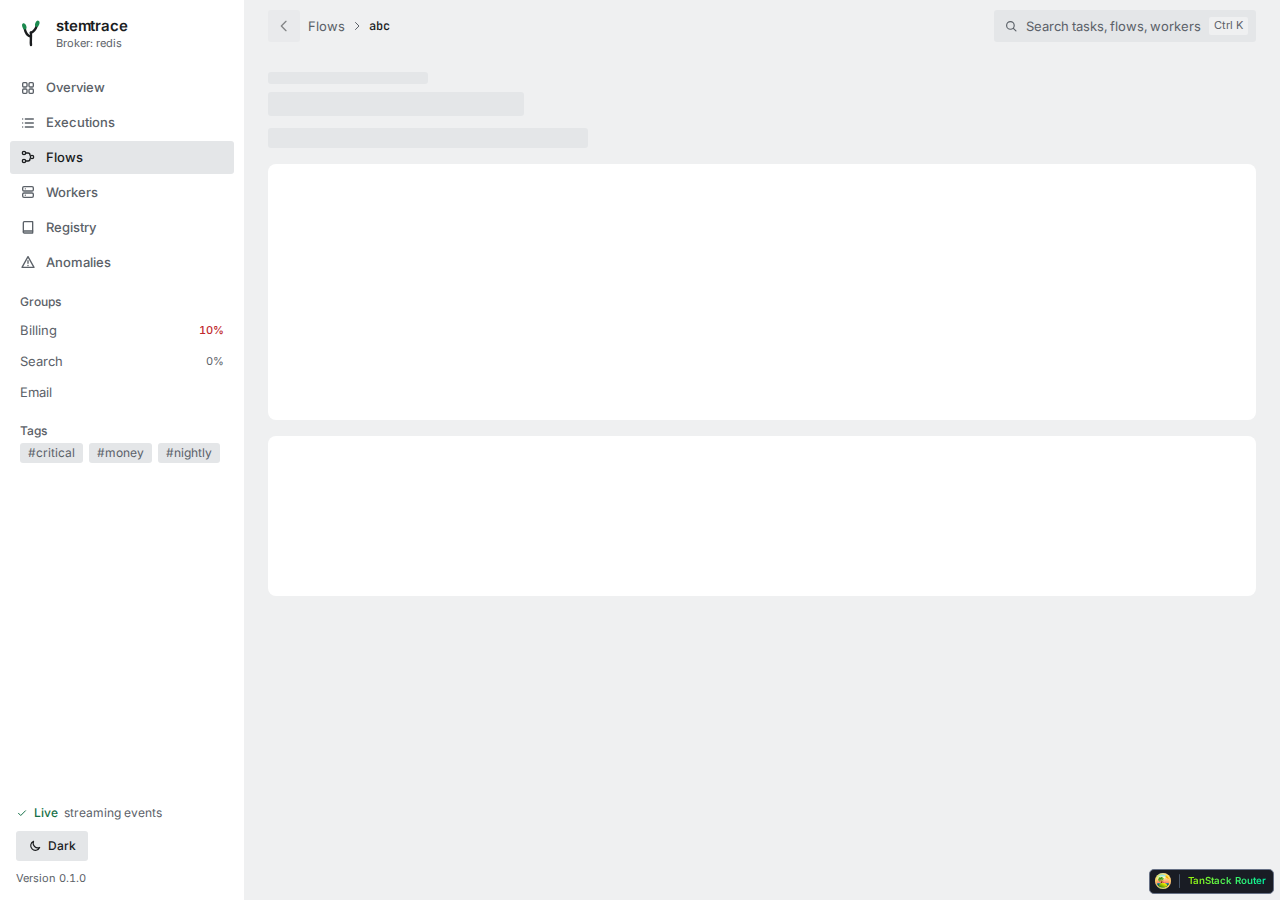 stemtrace
Broker: redis
Overview
Executions
Flows
Workers
Registry
Anomalies
Groups
Billing 10%
Search 0%
Email
Tags
#critical #money #nightly
Live streaming events
Dark
Version 0.1.0
Flows abc
Search tasks, flows, workers Ctrl K
TanStack Router